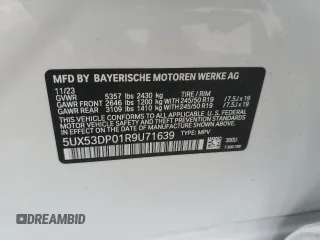 MFD BY BAYERISCHE MOTOREN WERKE AG
11/23
GVWR 5357 lbs 2430 kg TIRE / RIM
GAWR FRONT 2646 lbs 1200 kg WITH 245/50 R19 /7.5J x 19
GAWR REAR 3109 lbs 1410 kg WITH 245/50 R19 /7.5J x 19
THIS VEHICLE CONFORMS TO ALL APPLICABLE U.S. FEDERAL
MOTOR VEHICLE SAFETY, BUMPER, AND THEFT PREVENTION
STANDARDS IN EFFECT ON THE DATE OF MANUFACTURE SHOWN ABOVE.
5UX53DP01R9U71639 TYPE: MPV
DREAMBID
DREAMBID.COM